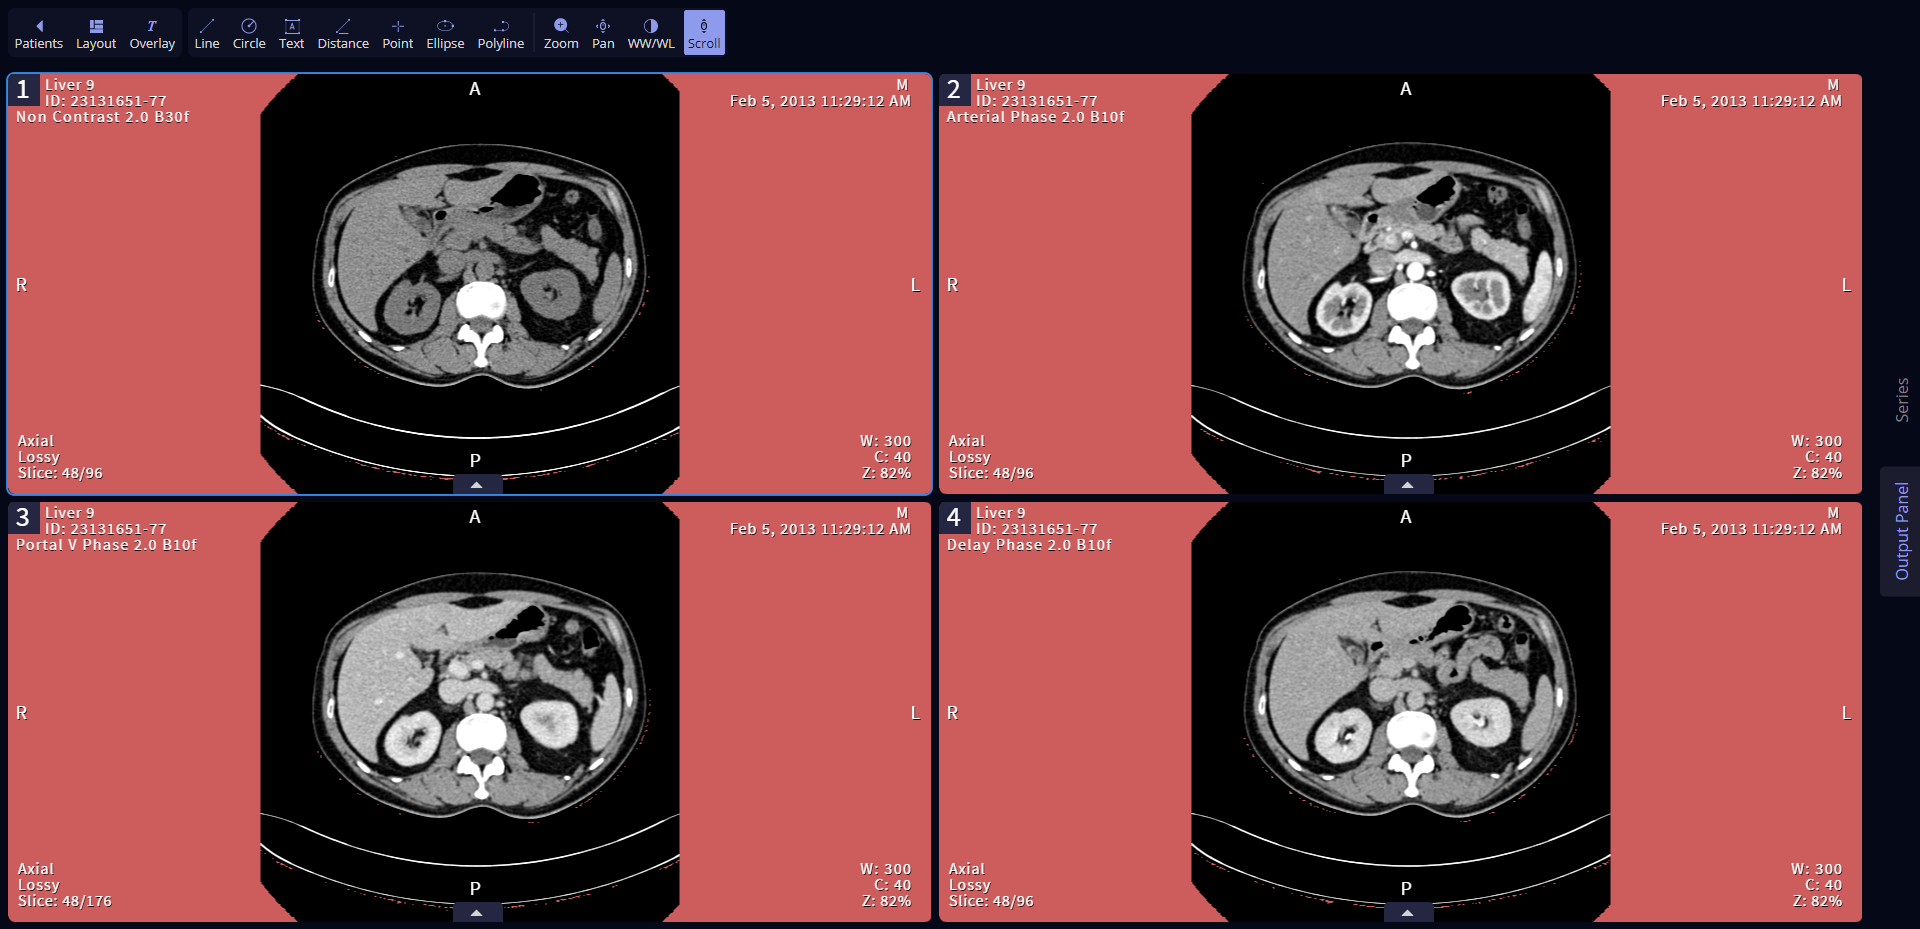 Patients Layout Overlay Line Circle Text Distance Point Ellipse Polyline Zoom Pan WW/WL Scroll
1 Liver 9
ID: 23131651-77
Non Contrast 2.0 B30f
A
M
Feb 5, 2013 11:29:12 AM
R
L
Axial
Lossy
Slice: 48/96
P
W: 300
C: 40
Z: 82%
2 Liver 9
ID: 23131651-77
Arterial Phase 2.0 B10f
A
M
Feb 5, 2013 11:29:12 AM
R
L
Axial
Lossy
Slice: 48/96
P
W: 300
C: 40
Z: 82%
3 Liver 9
ID: 23131651-77
Portal V Phase 2.0 B10f
A
M
Feb 5, 2013 11:29:12 AM
R
L
Axial
Lossy
Slice: 48/176
P
W: 300
C: 40
Z: 82%
4 Liver 9
ID: 23131651-77
Delay Phase 2.0 B10f
A
M
Feb 5, 2013 11:29:12 AM
R
L
Axial
Lossy
Slice: 48/96
P
W: 300
C: 40
Z: 82%
Series
Output Panel